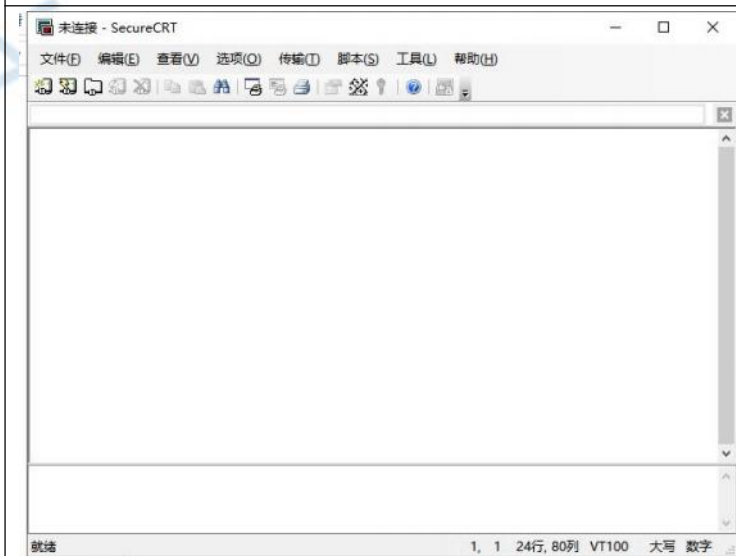 未连接 - SecureCRT
文件(F) 编辑(E) 查看(V) 选项(O) 传输(T) 脚本(S) 工具(L) 帮助(H)
就绪 1, 1 24行, 80列 VT100 大写 数字